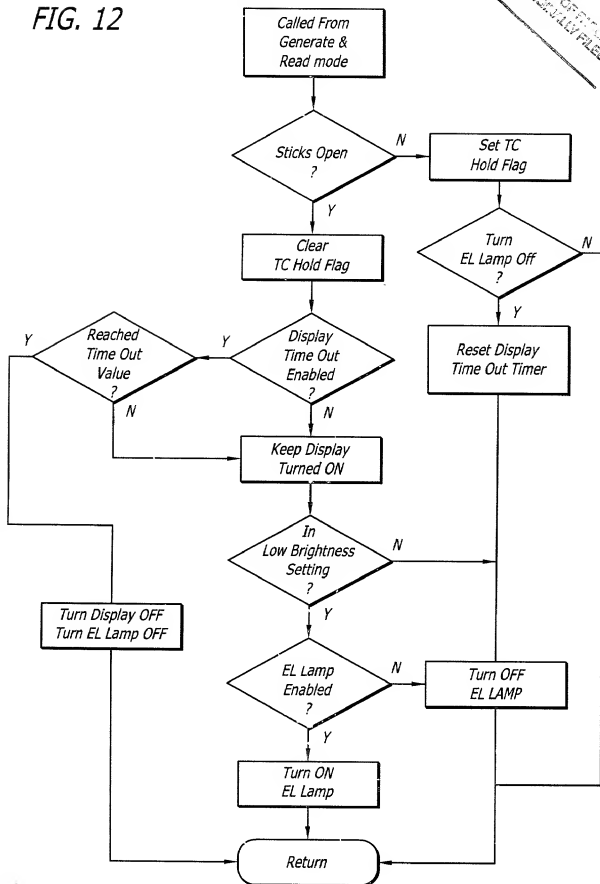 FIG. 12
Called From
Generate &
Read mode
Sticks Open
?
N
Y
Set TC
Hold Flag
Clear
TC Hold Flag
Turn
EL Lamp Off
?
N
Y
Reached
Time Out
Value
?
Y
N
Display
Time Out
Enabled
?
Y
N
Reset Display
Time Out Timer
Keep Display
Turned ON
In
Low Brightness
Setting
?
N
Y
Turn Display OFF
Turn EL Lamp OFF
EL Lamp
Enabled
?
N
Y
Turn OFF
EL LAMP
Turn ON
EL Lamp
Return